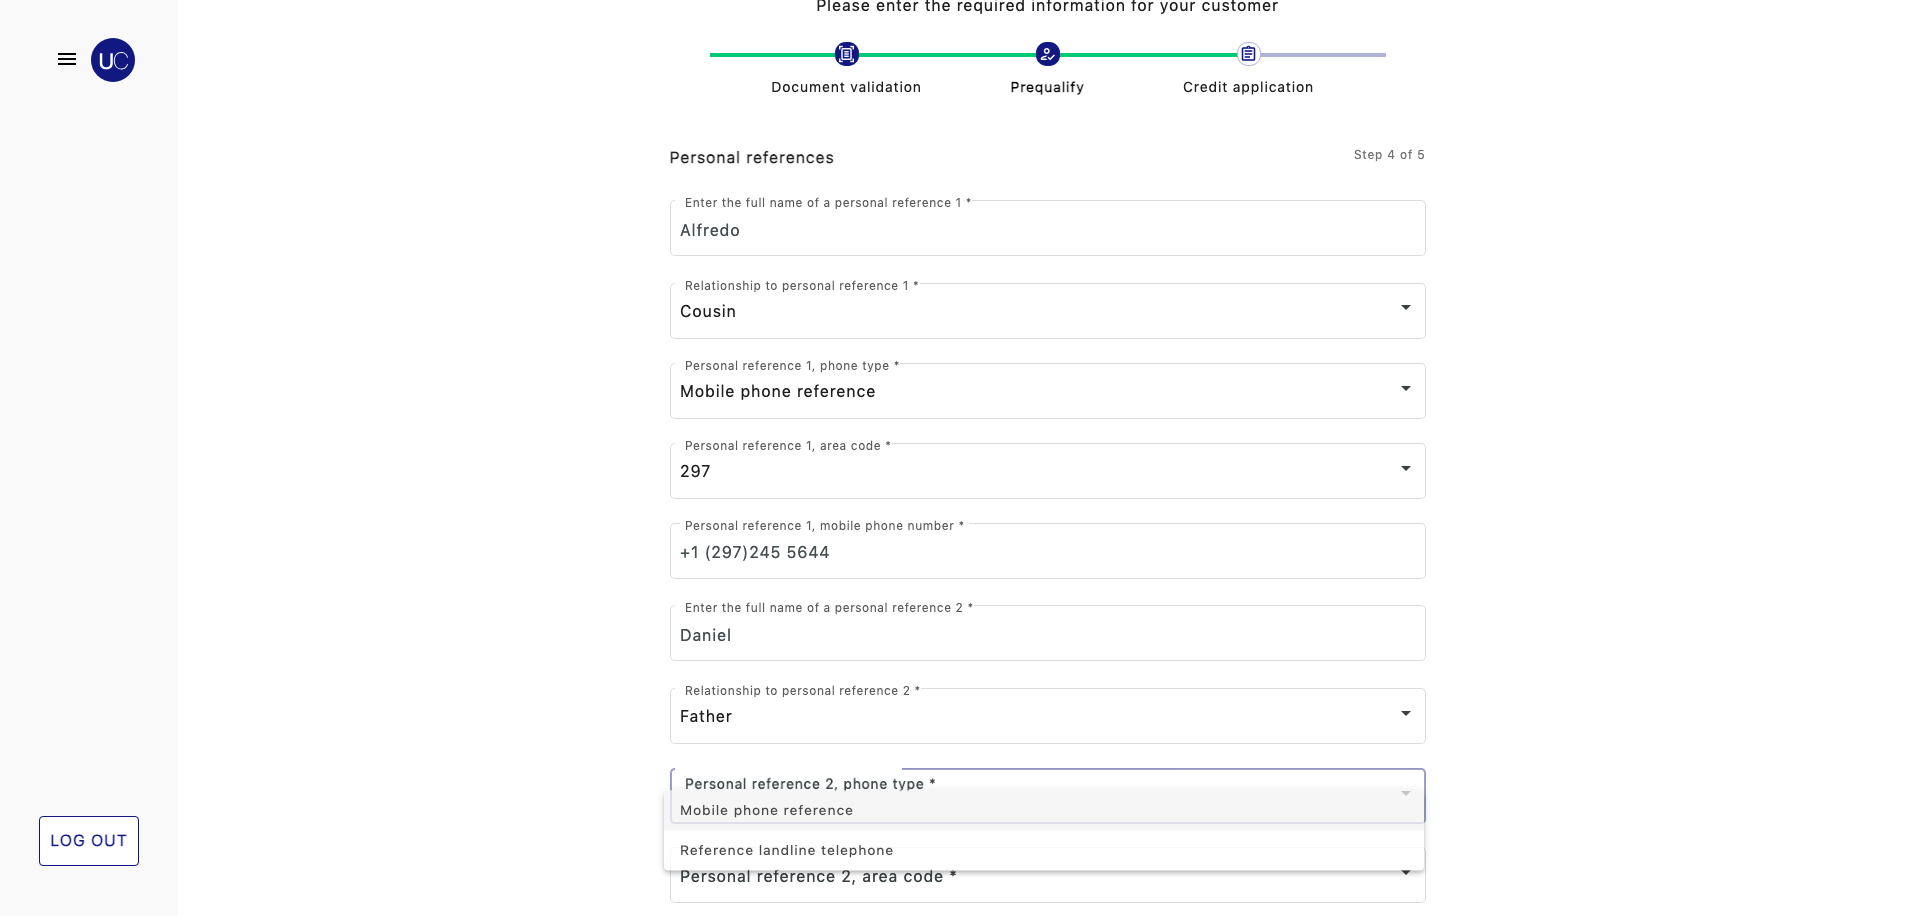 Please enter the required information for your customer
UC
Document validation
Prequalify
Credit application
Personal references
Step 4 of 5
Enter the full name of a personal reference 1 *
Alfredo
Relationship to personal reference 1 *
Cousin
Personal reference 1, phone type *
Mobile phone reference
Personal reference 1, area code *
297
Personal reference 1, mobile phone number *
+1 (297)245 5644
Enter the full name of a personal reference 2 *
Daniel
Relationship to personal reference 2 *
Father
Personal reference 2, phone type *
Mobile phone reference
Reference landline telephone
Personal reference 2, area code *
LOG OUT